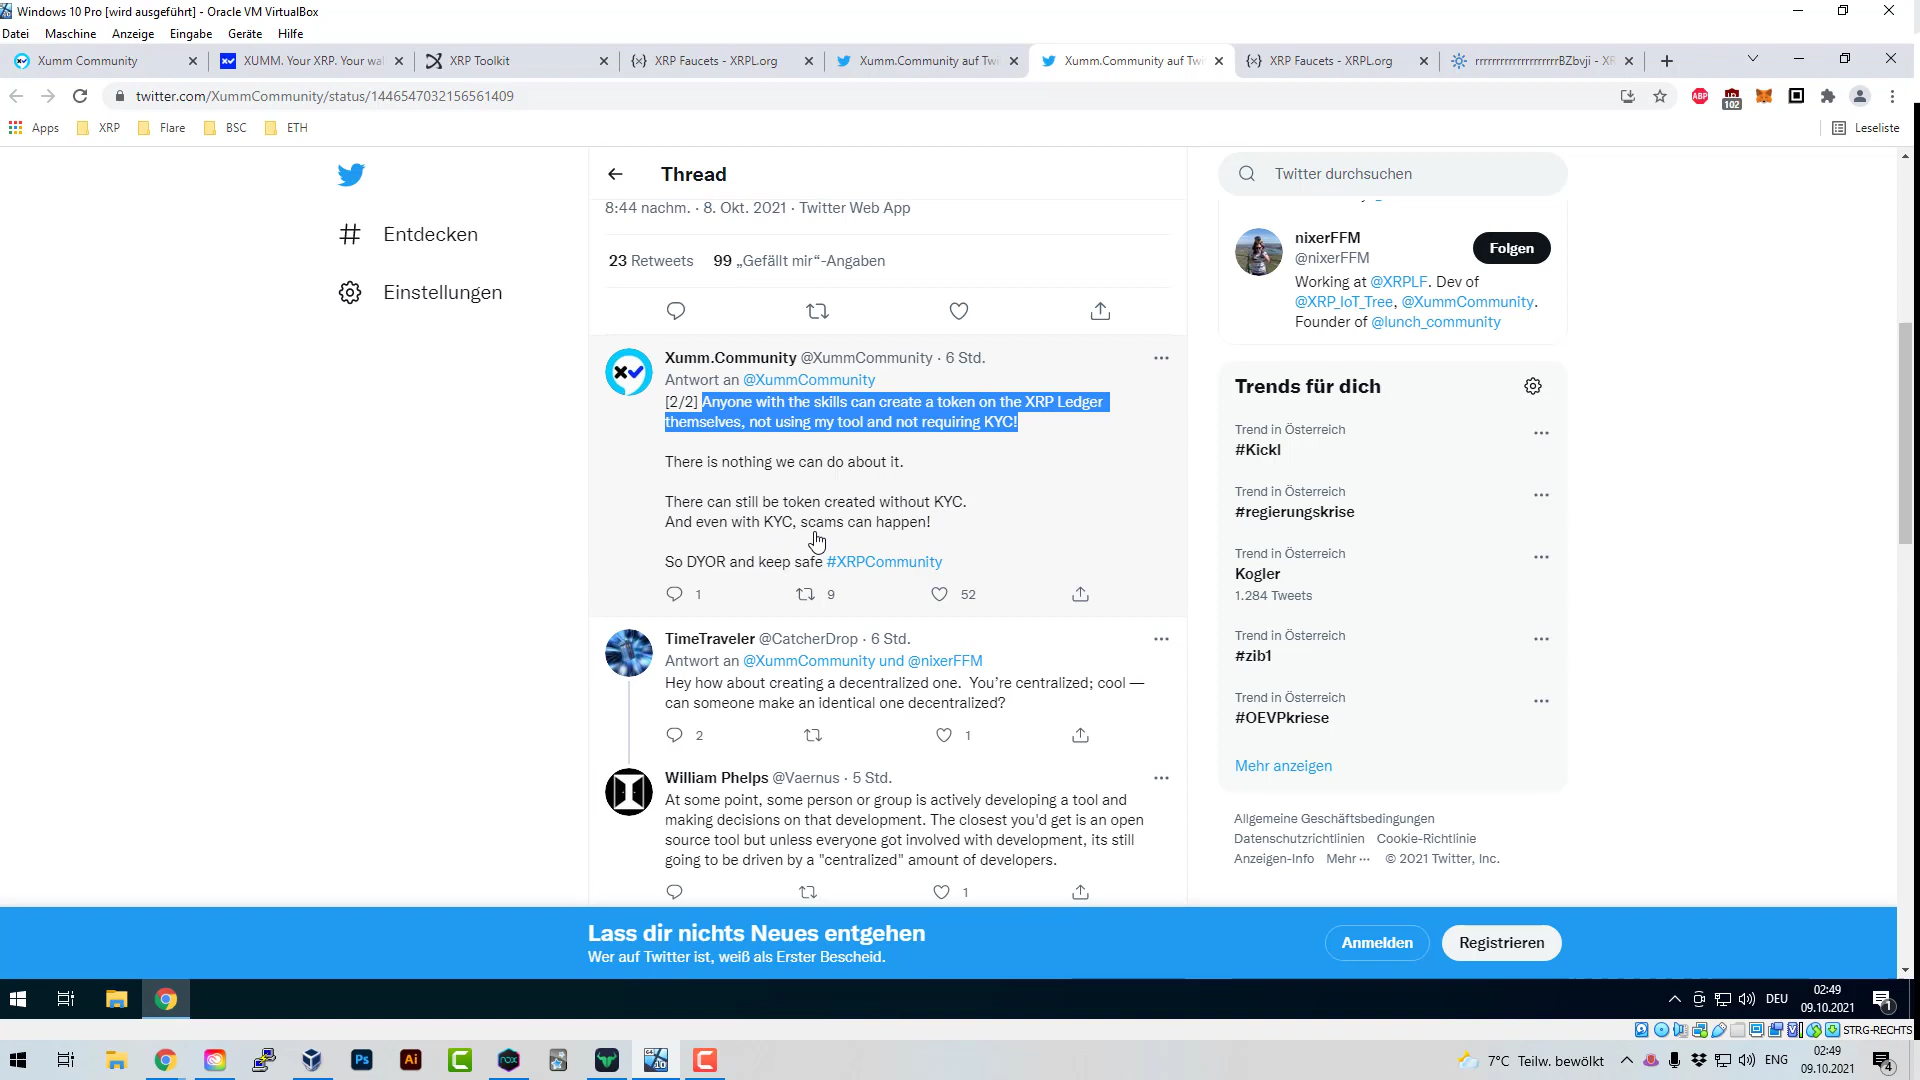 Windows 10 Pro [wird ausgeführt] - Oracle VM VirtualBox
Datei Maschine Anzeige Eingabe Geräte Hilfe
Xumm Community
XUMM. Your XRP. Your wal
XRP Toolkit
XRP Faucets - XRPL.org
Xumm.Community auf Twi
Xumm.Community auf Twi
XRP Faucets - XRPL.org
rrrrrrrrrrrrrrrrrrrrBZbvji - XR
twitter.com/XummCommunity/status/1446547032156561409
ABP
102
Apps XRP Flare BSC ETH
Leseliste
Entdecken
Einstellungen
Thread
8:44 nachm. · 8. Okt. 2021 · Twitter Web App
23 Retweets 99 „Gefällt mir“-Angaben
Xumm.Community @XummCommunity · 6 Std.
Antwort an @XummCommunity
[2/2] Anyone with the skills can create a token on the XRP Ledger
themselves, not using my tool and not requiring KYC!
There is nothing we can do about it.
There can still be token created without KYC.
And even with KYC, scams can happen!
So DYOR and keep safe #XRPCommunity
1 9 52
TimeTraveler @CatcherDrop · 6 Std.
Antwort an @XummCommunity und @nixerFFM
Hey how about creating a decentralized one. You’re centralized; cool —
can someone make an identical one decentralized?
2 1
William Phelps @Vaernus · 5 Std.
At some point, some person or group is actively developing a tool and
making decisions on that development. The closest you'd get is an open
source tool but unless everyone got involved with development, its still
going to be driven by a "centralized" amount of developers.
1
Twitter durchsuchen
nixerFFM
@nixerFFM
Folgen
Working at @XRPLF. Dev of
@XRP_IoT_Tree, @XummCommunity.
Founder of @lunch_community
Trends für dich
Trend in Österreich
#Kickl
Trend in Österreich
#regierungskrise
Trend in Österreich
Kogler
1.284 Tweets
Trend in Österreich
#zib1
Trend in Österreich
#OEVPkriese
Mehr anzeigen
Allgemeine Geschäftsbedingungen
Datenschutzrichtlinien Cookie-Richtlinie
Anzeigen-Info Mehr ··· © 2021 Twitter, Inc.
Lass dir nichts Neues entgehen
Wer auf Twitter ist, weiß als Erster Bescheid.
Anmelden
Registrieren
DEU
02:49
09.10.2021
1
STRG-RECHTS
Ps
Ai
C
nox
C
7°C Teilw. bewölkt
ENG
02:49
09.10.2021
4